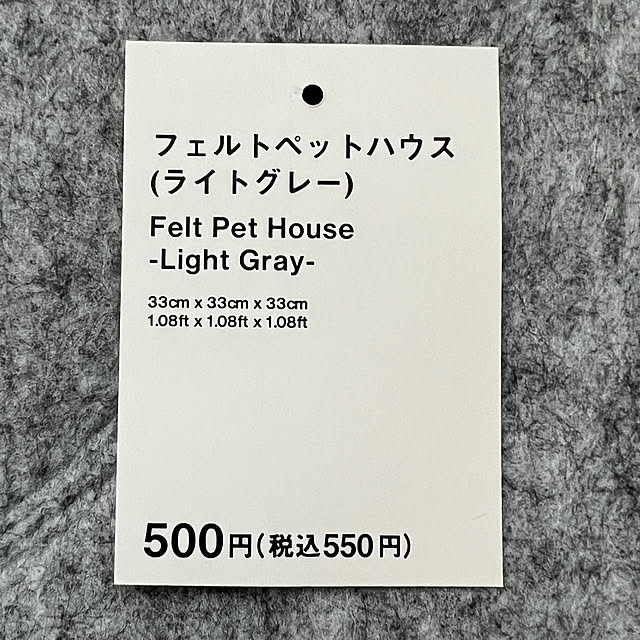 フェルトペットハウス
(ライトグレー)
Felt Pet House
-Light Gray-
33cm x 33cm x 33cm
1.08ft x 1.08ft x 1.08ft
500円(税込550円)